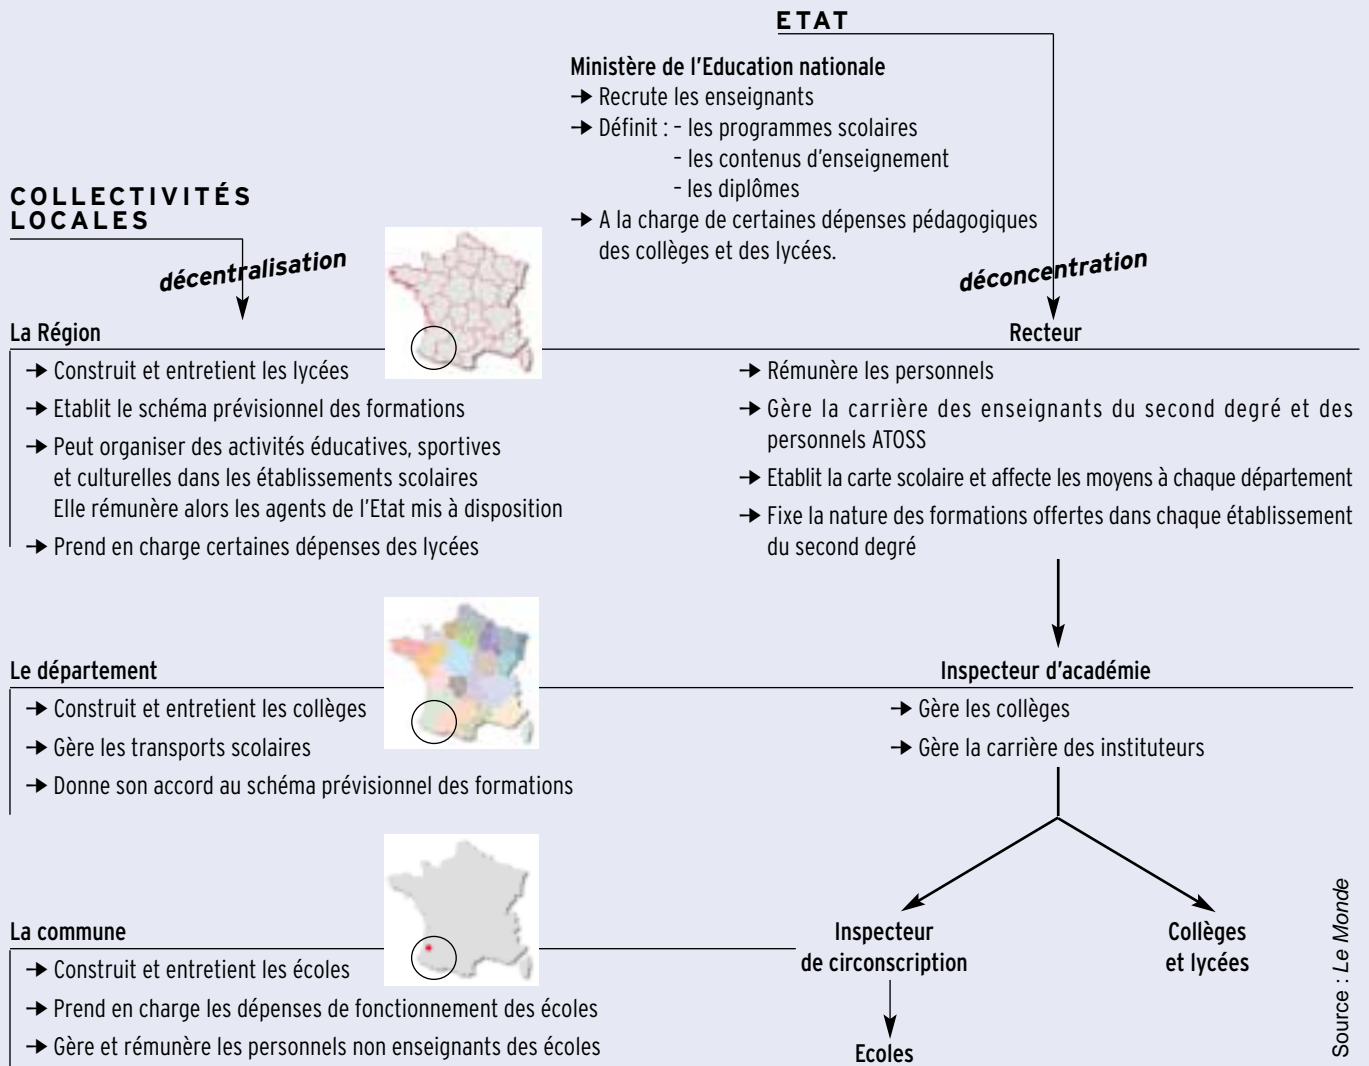 ETAT
Ministère de l'Education nationale
→ Recrute les enseignants
→ Définit : - les programmes scolaires
- les contenus d'enseignement
- les diplômes
→ A la charge de certaines dépenses pédagogiques
des collèges et des lycées.
déconcentration
COLLECTIVITÉS
LOCALES
décentralisation
La Région
→ Construit et entretient les lycées
→ Etablit le schéma prévisionnel des formations
→ Peut organiser des activités éducatives, sportives
et culturelles dans les établissements scolaires
Elle rémunère alors les agents de l'Etat mis à disposition
→ Prend en charge certaines dépenses des lycées
Recteur
→ Rémunère les personnels
→ Gère la carrière des enseignants du second degré et des
personnels ATOSS
→ Etablit la carte scolaire et affecte les moyens à chaque département
→ Fixe la nature des formations offertes dans chaque établissement
du second degré
Le département
→ Construit et entretient les collèges
→ Gère les transports scolaires
→ Donne son accord au schéma prévisionnel des formations
Inspecteur d'académie
→ Gère les collèges
→ Gère la carrière des instituteurs
La commune
→ Construit et entretient les écoles
→ Prend en charge les dépenses de fonctionnement des écoles
→ Gère et rémunère les personnels non enseignants des écoles
Inspecteur
de circonscription
Ecoles
Collèges
et lycées
Source : Le Monde